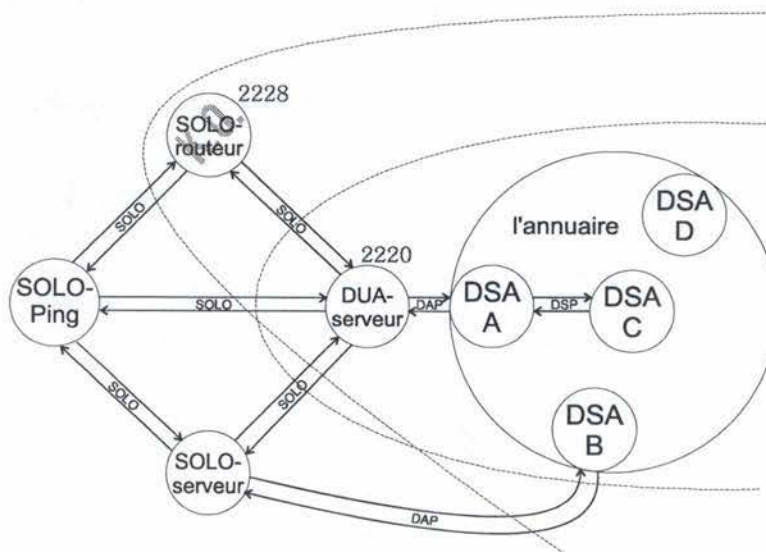 2228
SOLO-
routeur
SOLO
SOLO
DSA
D
l'annuaire
2220
SOLO-
Ping
SOLO
DUA-
serveur
DAP
DSA
A
DSP
DSA
C
SOLO
SOLO
DSA
B
SOLO-
serveur
DAP